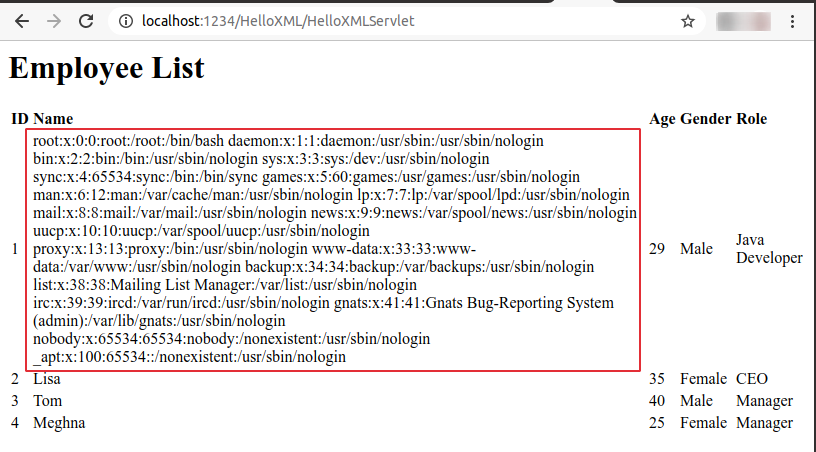 localhost:1234/HelloXML/HelloXMLServlet
Employee List
ID Name Age Gender Role
root:x:0:0:root:/root:/bin/bash daemon:x:1:1:daemon:/usr/sbin:/usr/sbin/nologin
bin:x:2:2:bin:/bin:/usr/sbin/nologin sys:x:3:3:sys:/dev:/usr/sbin/nologin
sync:x:4:65534:sync:/bin:/bin/sync games:x:5:60:games:/usr/games:/usr/sbin/nologin
man:x:6:12:man:/var/cache/man:/usr/sbin/nologin lp:x:7:7:lp:/var/spool/lpd:/usr/sbin/nologin
mail:x:8:8:mail:/var/mail:/usr/sbin/nologin news:x:9:9:news:/var/spool/news:/usr/sbin/nologin
uucp:x:10:10:uucp:/var/spool/uucp:/usr/sbin/nologin
1 proxy:x:13:13:proxy:/bin:/usr/sbin/nologin www-data:x:33:33:www- 29 Male Java
data:/var/www:/usr/sbin/nologin backup:x:34:34:backup:/var/backups:/usr/sbin/nologin Developer
list:x:38:38:Mailing List Manager:/var/list:/usr/sbin/nologin
irc:x:39:39:ircd:/var/run/ircd:/usr/sbin/nologin gnats:x:41:41:Gnats Bug-Reporting System
(admin):/var/lib/gnats:/usr/sbin/nologin
nobody:x:65534:65534:nobody:/nonexistent:/usr/sbin/nologin
_apt:x:100:65534::/nonexistent:/usr/sbin/nologin
2 Lisa 35 Female CEO
3 Tom 40 Male Manager
4 Meghna 25 Female Manager